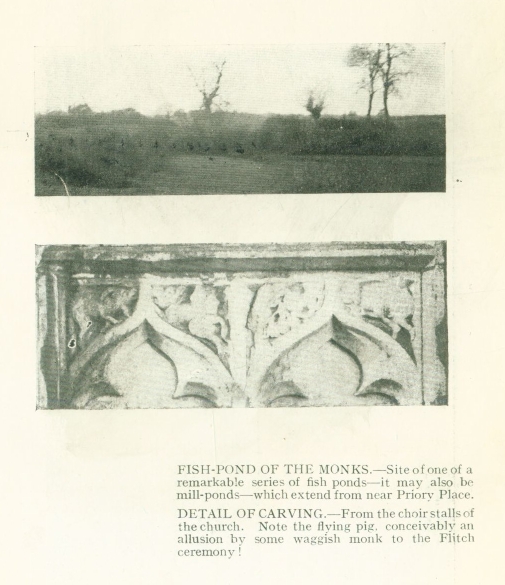 FISH-POND OF THE MONKS.—Site of one of a
remarkable series of fish ponds—it may also be
mill-ponds—which extend from near Priory Place.
DETAIL OF CARVING.—From the choir stalls of
the church. Note the flying pig. conceivably an
allusion by some waggish monk to the Flitch
ceremony!